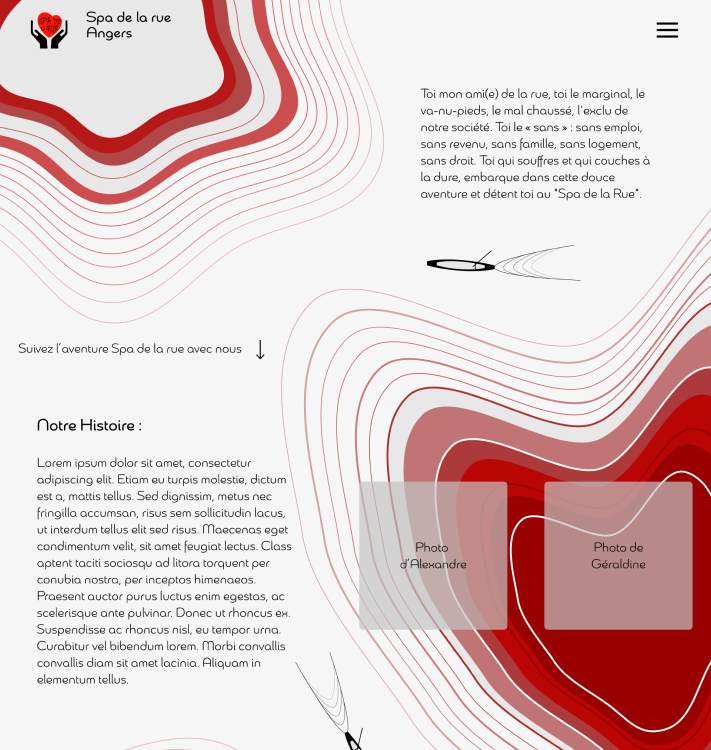 Spa de la rue
Angers
Toi mon ami(e) de la rue, toi le marginal, le
va-nu-pieds, le mal chaussé, l'exclu de
notre société. Toi le « sans » : sans emploi,
sans revenu, sans famille, sans logement,
sans droit. Toi qui souffres et qui couches à
la dure, embarque dans cette douce
aventure et détent toi au "Spa de la Rue".
Suivez l'aventure Spa de la rue avec nous
Notre Histoire :
Lorem ipsum dolor sit amet, consectetur
adipiscing elit. Etiam eu turpis molestie, dictum
est a, mattis tellus. Sed dignissim, metus nec
fringilla accumsan, risus sem sollicitudin lacus,
ut interdum tellus elit sed risus. Maecenas eget
condimentum velit, sit amet feugiat lectus. Class
aptent taciti sociosqu ad litora torquent per
conubia nostra, per inceptos himenaeos.
Praesent auctor purus luctus enim egestas, ac
scelerisque ante pulvinar. Donec ut rhoncus ex.
Suspendisse ac rhoncus nisl, eu tempor urna.
Curabitur vel bibendum lorem. Morbi convallis
convallis diam sit amet lacinia. Aliquam in
elementum tellus.
Photo
d'Alexandre
Photo de
Géraldine